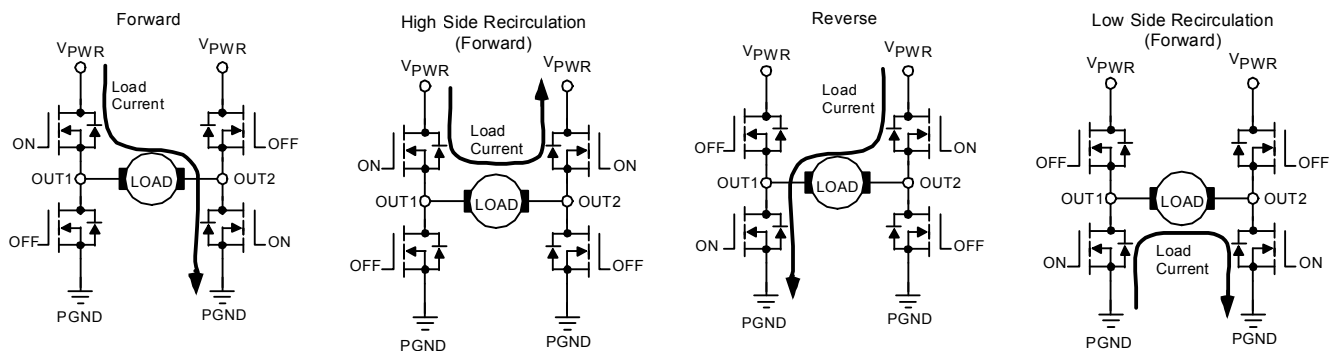 Forward
VPWR
VPWR
Load
Current
ON
OFF
OUT1
LOAD
OUT2
OFF
ON
PGND
PGND
High Side Recirculation
(Forward)
VPWR
VPWR
Load
Current
ON
ON
OUT1
LOAD
OUT2
OFF
OFF
PGND
PGND
Reverse
VPWR
VPWR
Load
Current
OFF
ON
OUT1
LOAD
OUT2
ON
OFF
PGND
PGND
Low Side Recirculation
(Forward)
VPWR
VPWR
OFF
OFF
OUT1
LOAD
OUT2
Load
Current
ON
ON
PGND
PGND